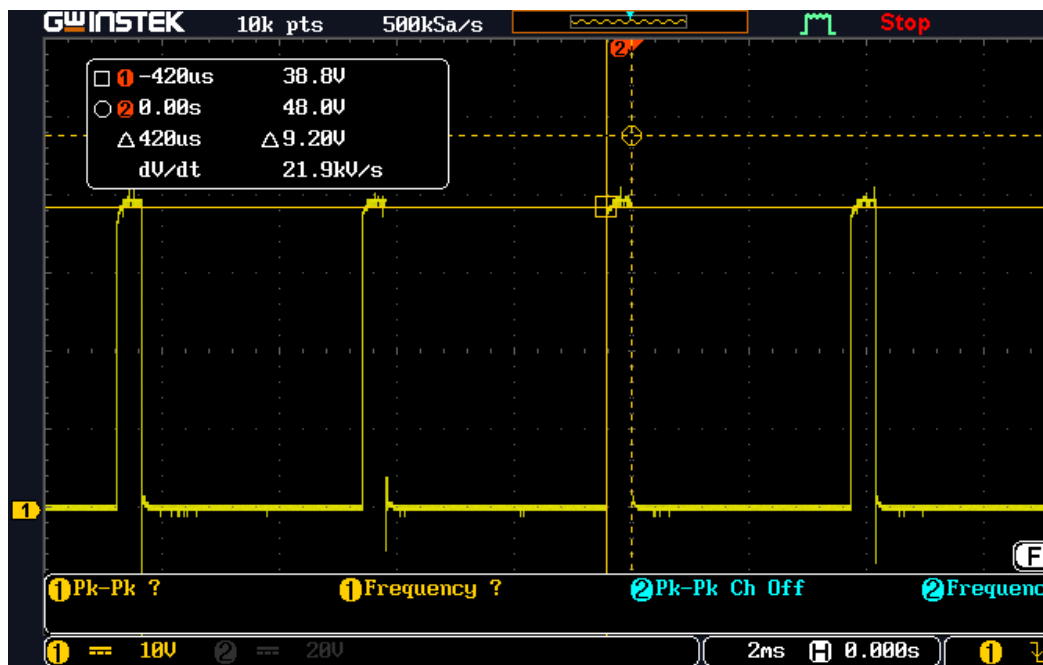 GWINSTEK 10k pts 500kSa/s Stop
2
1 -420us 38.8V
2 0.00s 48.0V
△420us △9.20V
dV/dt 21.9kV/s
1
F
1 Pk-Pk ? 1 Frequency ? 2 Pk-Pk Ch Off 2 Frequenc
1 10V 2 20V 2ms H 0.000s 1